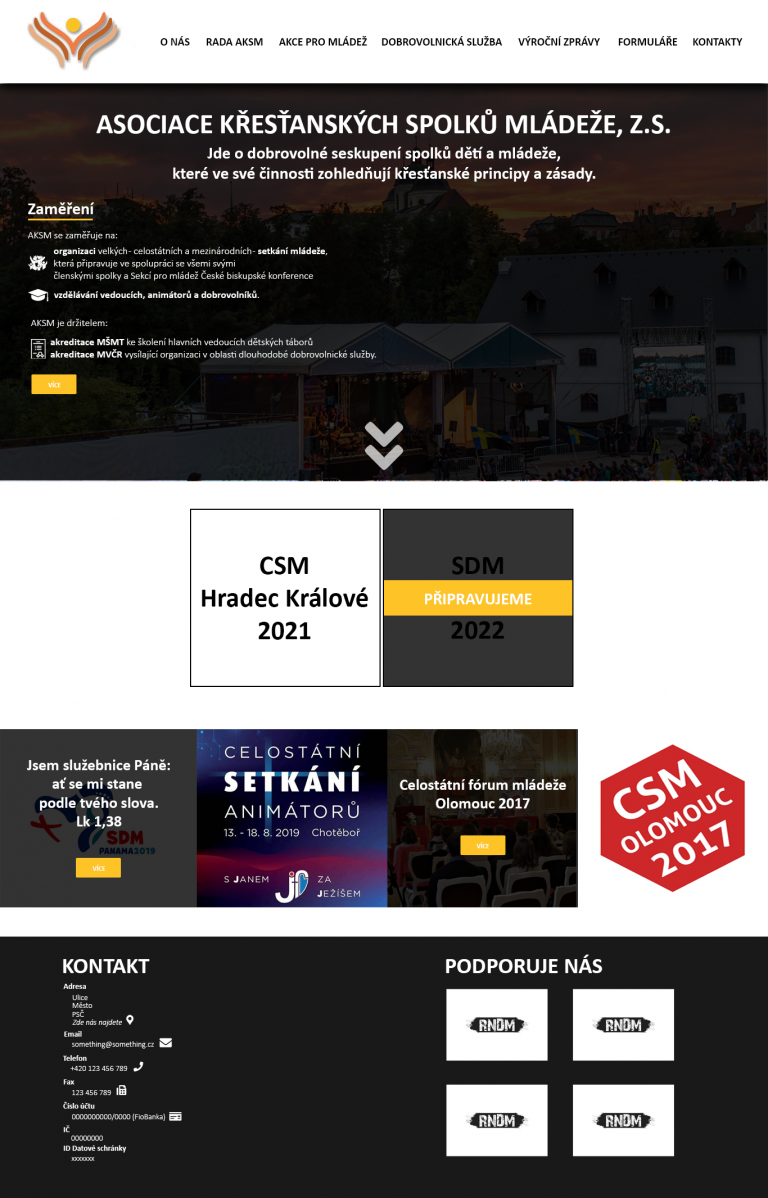 O NÁS RADA AKSM AKCE PRO MLÁDEŽ DOBROVOLNICKÁ SLUŽBA VÝROČNÍ ZPRÁVY FORMULÁŘE KONTAKTY
ASOCIACE KŘESŤANSKÝCH SPOLKŮ MLÁDEŽE, Z.S.
Jde o dobrovolné seskupení spolků dětí a mládeže,
které ve své činnosti zohledňují křesťanské principy a zásady.
Zaměření
AKSM se zaměřuje na:
organizaci velkých- celostátních a mezinárodních- setkání mládeže,
která připravuje ve spolupráci se všemi svými
členskými spolky a Sekcí pro mládež České biskupské konference
vzdělávání vedoucích, animátorů a dobrovolníků.
AKSM je držitelem:
akreditace MŠMT ke školení hlavních vedoucích dětských táborů
akreditace MVČR vysílající organizaci v oblasti dlouhodobé dobrovolnické služby.
VÍCE
CSM
Hradec Králové
2021
SDM
PŘIPRAVUJEME
2022
Jsem služebnice Páně:
ať se mi stane
podle tvého slova.
Lk 1,38
SDM
PANAMA2019
VÍCE
CELOSTÁTNÍ
SETKÁNÍ
ANIMÁTORŮ
13. - 18. 8. 2019 Chotěboř
S JANEM ZA
JEŽÍŠEM
Celostátní fórum mládeže
Olomouc 2017
VÍCE
CSM
OLOMOUC
2017
KONTAKT
Adresa
Ulice
Město
PSČ
Zde nás najdete
Email
something@something.cz
Telefon
+420 123 456 789
Fax
123 456 789
Číslo účtu
0000000000/0000 (FioBanka)
IČ
00000000
ID Datové schránky
xxxxxxx
PODPORUJE NÁS
RNDM RNDM
RNDM RNDM